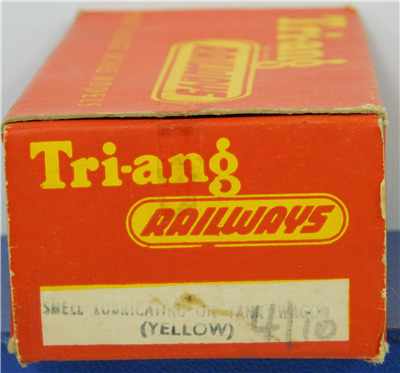 Tri-ang
RAILWAYS
Tri-ang
RAILWAYS
SHELL LUBRICATING OIL TANK WAGON
(YELLOW) 4/10